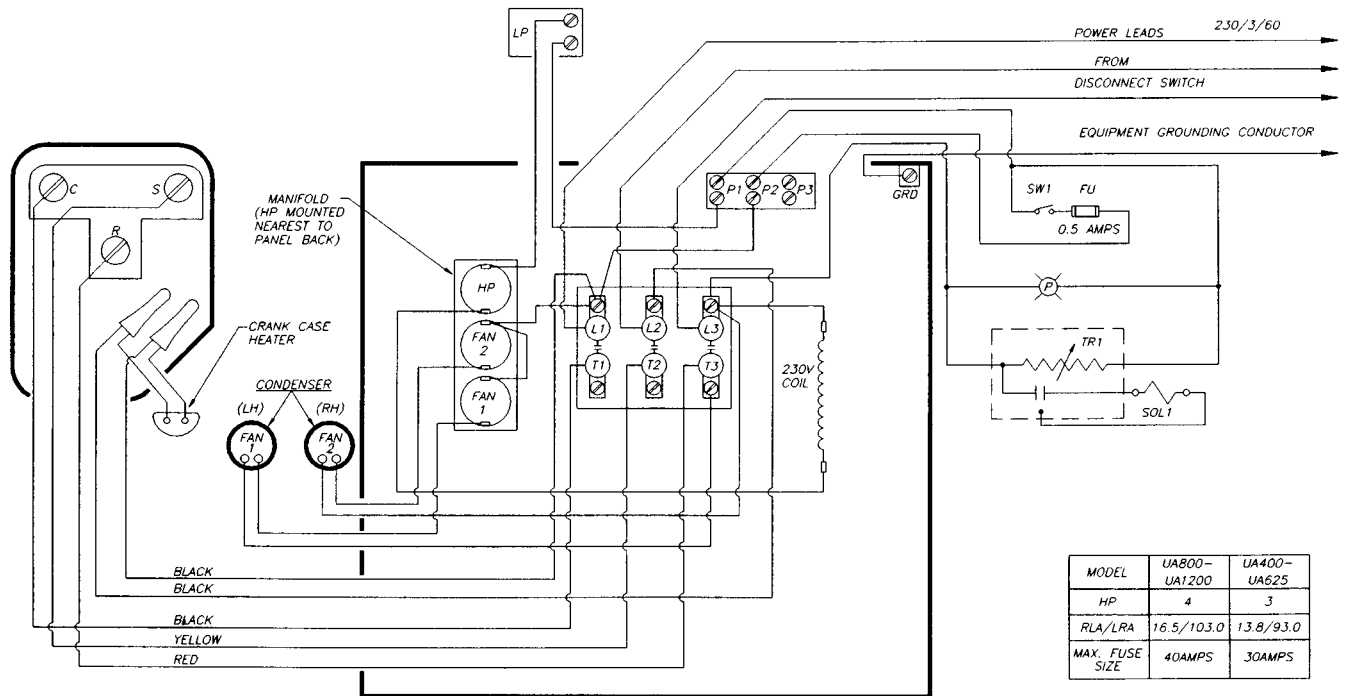 LP
POWER LEADS 230/3/60
FROM
DISCONNECT SWITCH
EQUIPMENT GROUNDING CONDUCTOR
C
S
R
MANIFOLD
(HP MOUNTED
NEAREST TO
PANEL BACK)
P1
P2
P3
GRD
SW1
FU
0.5 AMPS
P
TR1
SOL1
HP
FAN
2
FAN
1
L1
L2
L3
T1
T2
T3
230V
COIL
CRANK CASE
HEATER
CONDENSER
(LH)
(RH)
FAN
1
FAN
2
BLACK
BLACK
BLACK
YELLOW
RED
MODEL
UA800-
UA1200
UA400-
UA625
HP
4
3
RLA/LRA
16.5/103.0
13.8/93.0
MAX. FUSE
SIZE
40AMPS
30AMPS